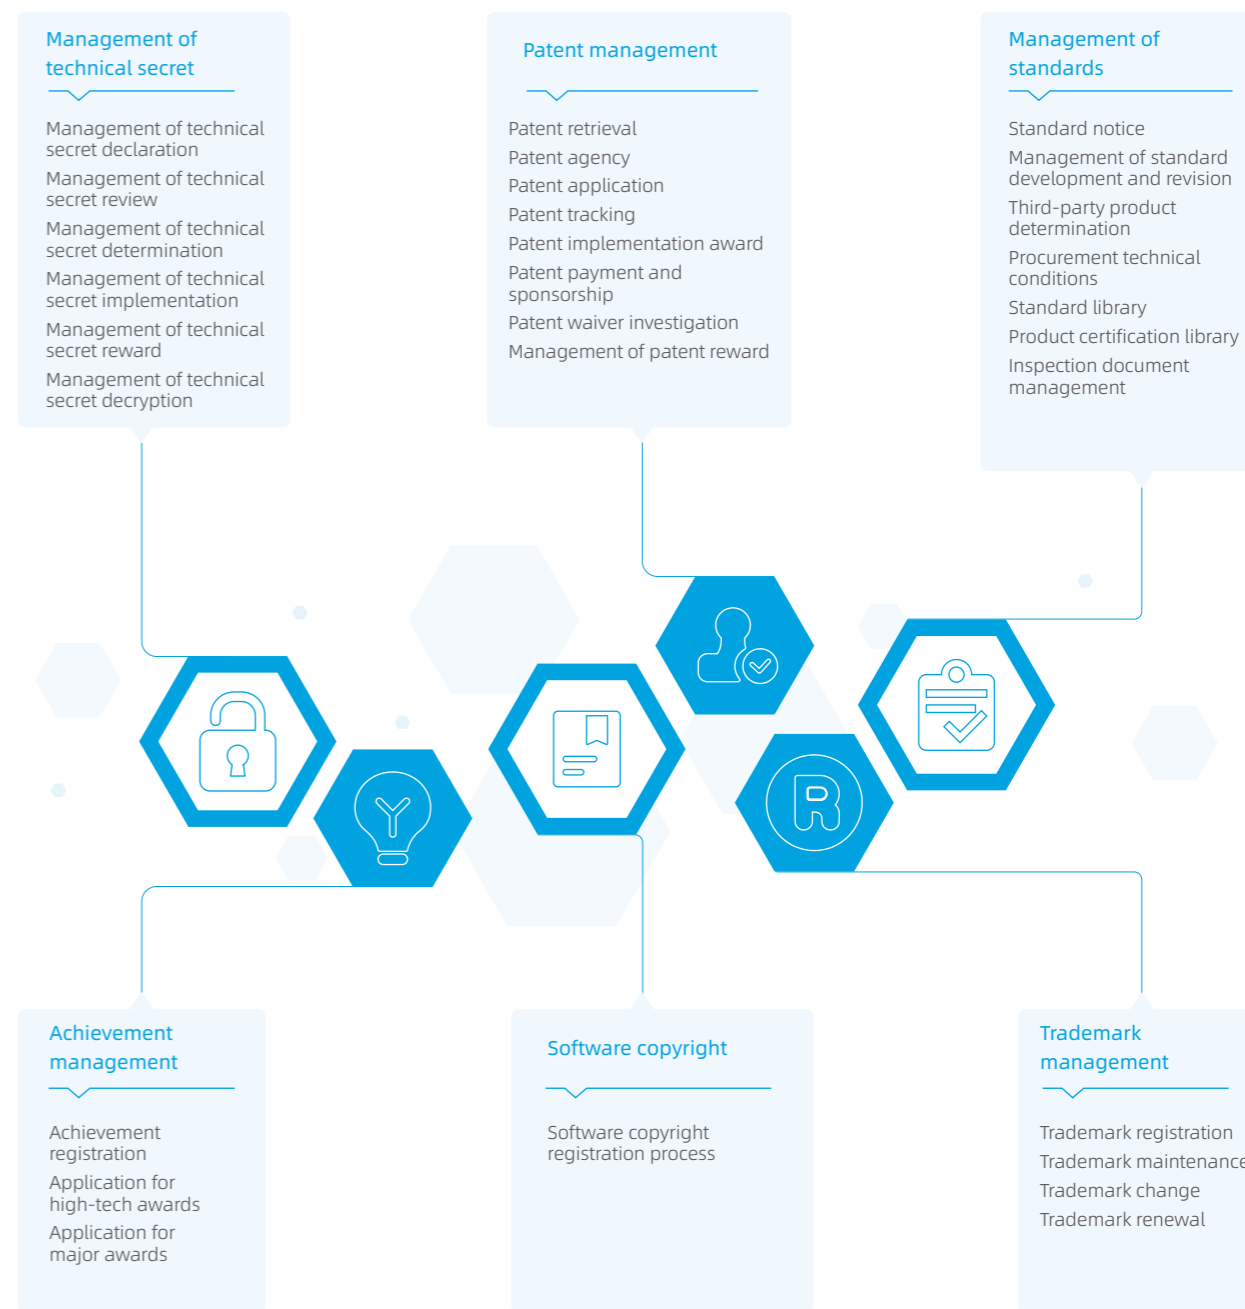 Management of
technical secret
Management of technical
secret declaration
Management of technical
secret review
Management of technical
secret determination
Management of technical
secret implementation
Management of technical
secret reward
Management of technical
secret decryption
Patent management
Patent retrieval
Patent agency
Patent application
Patent tracking
Patent implementation award
Patent payment and
sponsorship
Patent waiver investigation
Management of patent reward
Management of
standards
Standard notice
Management of standard
development and revision
Third-party product
determination
Procurement technical
conditions
Standard library
Product certification library
Inspection document
management
R
Achievement
management
Achievement
registration
Application for
high-tech awards
Application for
major awards
Software copyright
Software copyright
registration process
Trademark
management
Trademark registration
Trademark maintenance
Trademark change
Trademark renewal